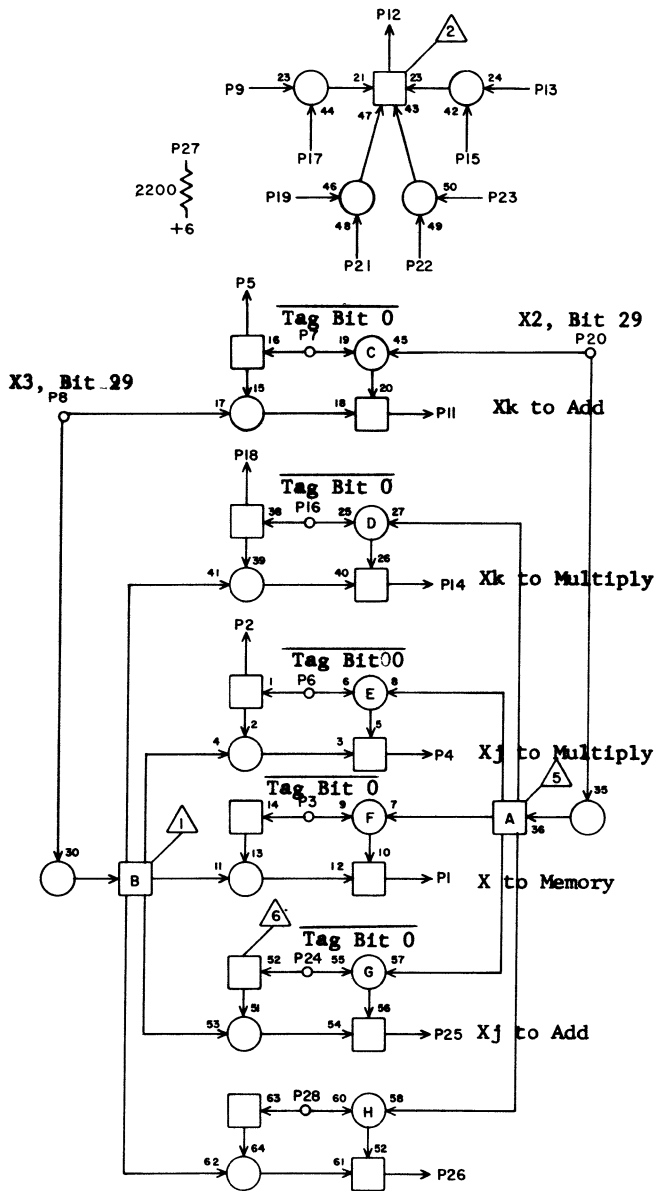 P12
2
P9 23 21 23 24 P13
44 47 43 42
P17 P15
P27
2200
+6
P19 46 50 P23
48 49
P21 P22
P5
Tag Bit 0 X2, Bit 29
16 P7 19 C 45 P20
X3, Bit 29
P8 15 20
17 18 P11 Xk to Add
P18
Tag Bit 0
38 P16 25 D 27
39 26
41 40 P14 Xk to Multiply
P2
Tag Bit 00
1 P6 6 E 8
2 5
4 3 P4 Xj to Multiply
Tag Bit 0 5
14 P3 9 F 7 A 36 35
1
13 10
30 B 11 12 P1 X to Memory
6
Tag Bit 0
52 P24 55 G 57
51 56
53 54 P25 Xj to Add
63 P28 60 H 58
64 52
62 61 P26